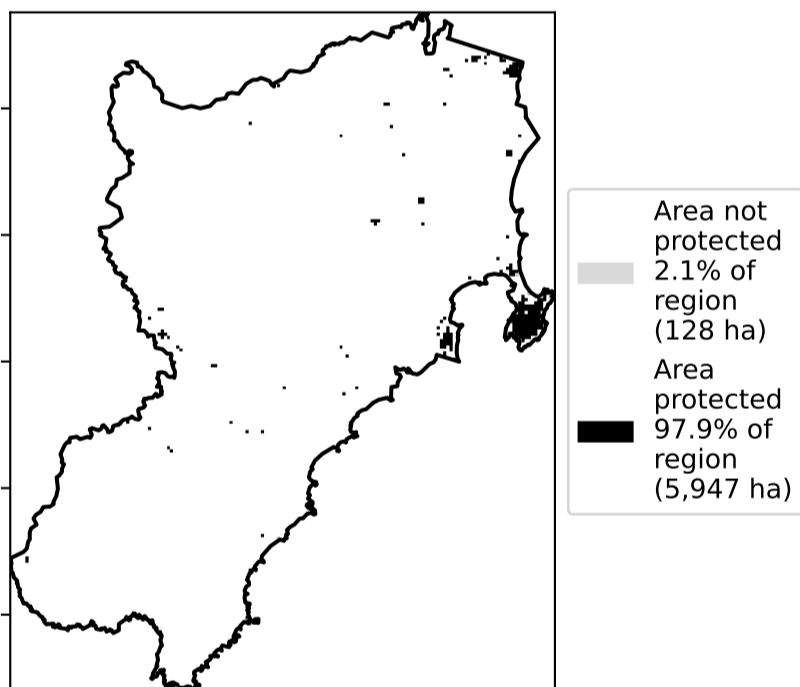 Area not
protected
2.1% of
region
(128 ha)
Area
protected
97.9% of
region
(5,947 ha)